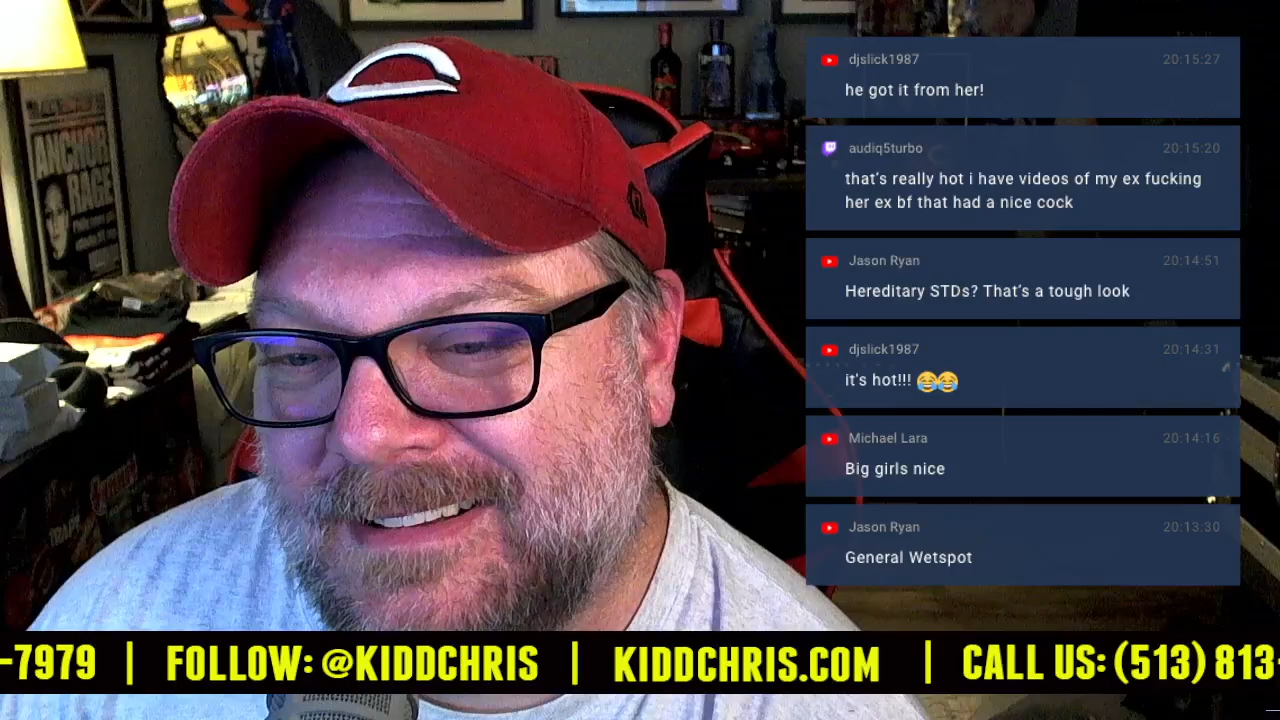 ANCHOR
RAGE
djslick1987 20:15:27
he got it from her!
audiq5turbo 20:15:20
that's really hot i have videos of my ex fucking
her ex bf that had a nice cock
Jason Ryan 20:14:51
Hereditary STDs? That's a tough look
djslick1987 20:14:31
it's hot!!! 😂😂
Michael Lara 20:14:16
Big girls nice
Jason Ryan 20:13:30
General Wetspot
-7979 | FOLLOW: @KIDDCHRIS | KIDDCHRIS.COM | CALL US: (513) 813-